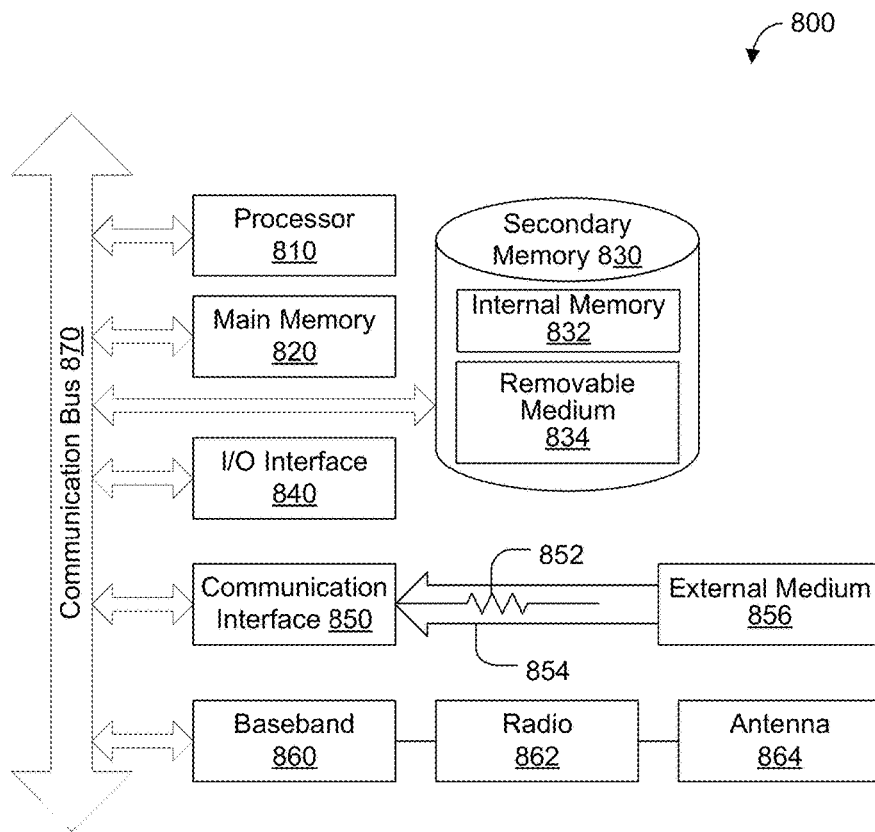 800
Communication Bus 870
Processor
810
Main Memory
820
Secondary
Memory 830
Internal Memory
832
Removable
Medium
834
I/O Interface
840
Communication
Interface 850
852
854
External Medium
856
Baseband
860
Radio
862
Antenna
864